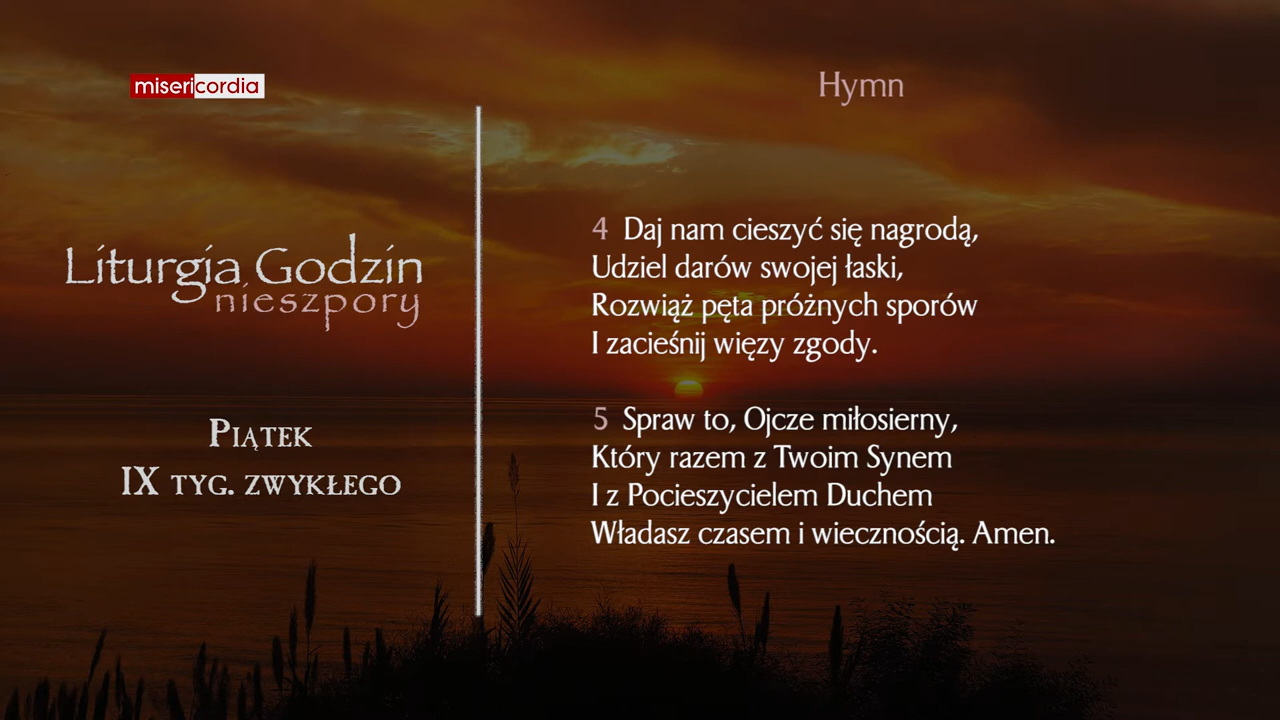 misericordia
Liturgia Godzin
nieszpory
Piątek
IX tyg. zwykłego
Hymn
4 Daj nam cieszyć się nagrodą,
Udziel darów swojej łaski,
Rozwiąż pęta próżnych sporów
I zacieśnij więzy zgody.
5 Spraw to, Ojcze miłosierny,
Który razem z Twoim Synem
I z Pocieszycielem Duchem
Władasz czasem i wiecznością. Amen.